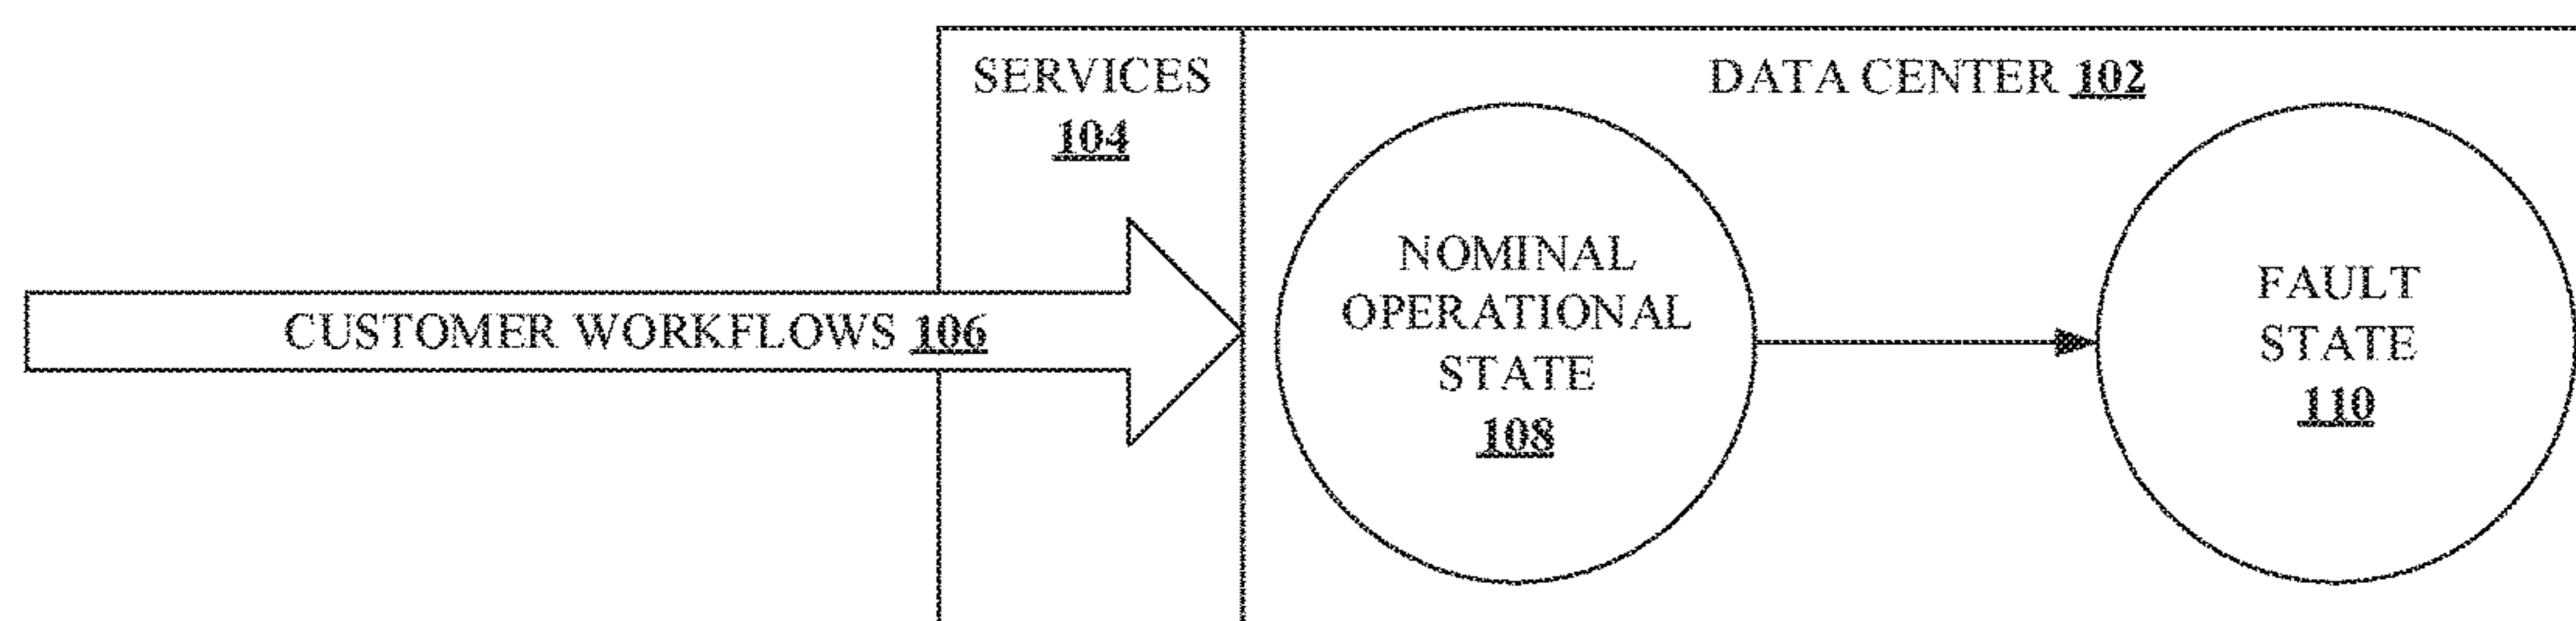 SERVICES
104
DATA CENTER 102
CUSTOMER WORKFLOWS 106
NOMINAL
OPERATIONAL
STATE
108
FAULT
STATE
110